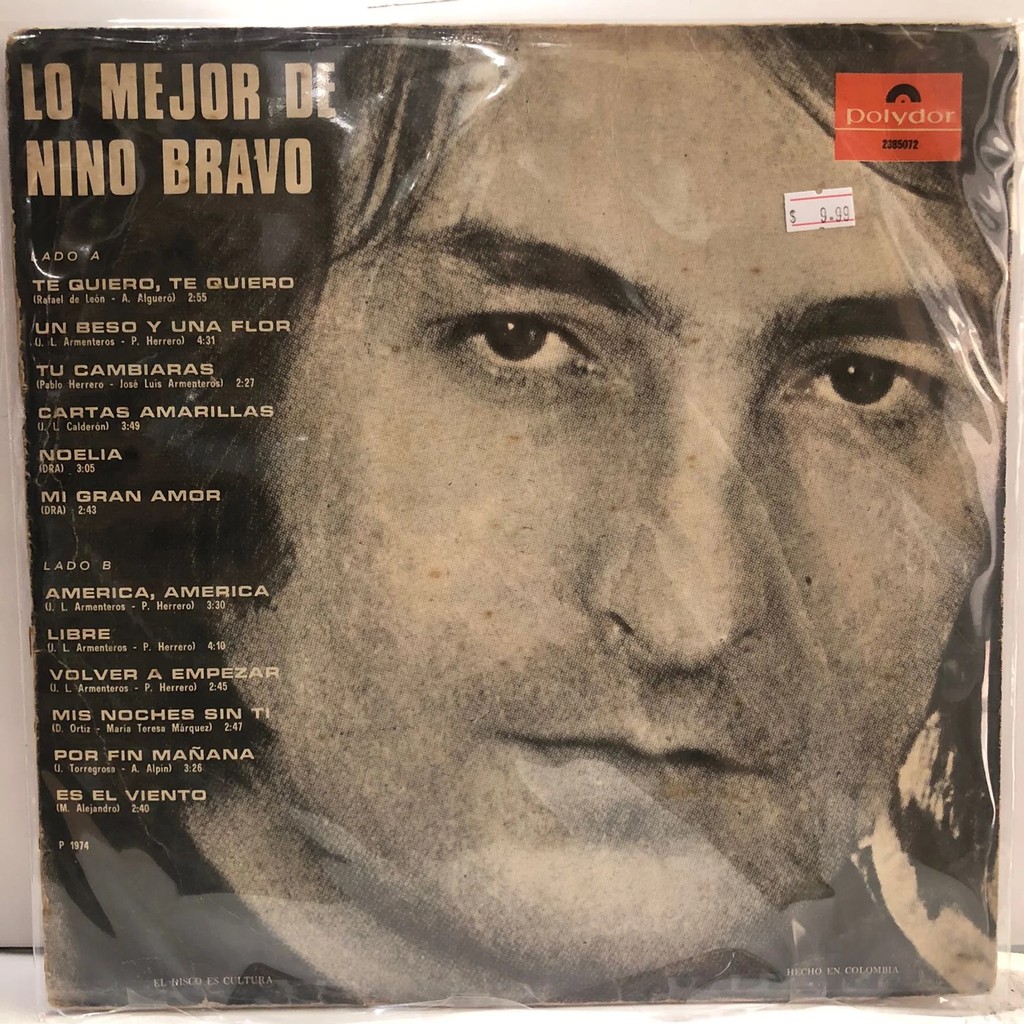 LO MEJOR DE
NINO BRAVO
Polydor
2385072
$ 9.99
LADO A
TE QUIERO, TE QUIERO
(Rafael de León - A. Algueró) 2:55
UN BESO Y UNA FLOR
(J. L. Armenteros - P. Herrero) 4:31
TU CAMBIARAS
(Pablo Herrero - José Luis Armenteros) 2:27
CARTAS AMARILLAS
(J. L. Calderón) 3:49
NOELIA
(DRA) 3:05
MI GRAN AMOR
(DRA) 2:43
LADO B
AMERICA, AMERICA
(J. L. Armenteros - P. Herrero) 3:30
LIBRE
(J. L. Armenteros - P. Herrero) 4:10
VOLVER A EMPEZAR
(J. L. Armenteros - P. Herrero) 2:45
MIS NOCHES SIN TI
(D. Ortiz - María Teresa Márquez) 2:47
POR FIN MAÑANA
(J. Torregrosa - A. Alpin) 3:26
ES EL VIENTO
(M. Alejandro) 2:40
P 1974
EL DISCO ES CULTURA
HECHO EN COLOMBIA